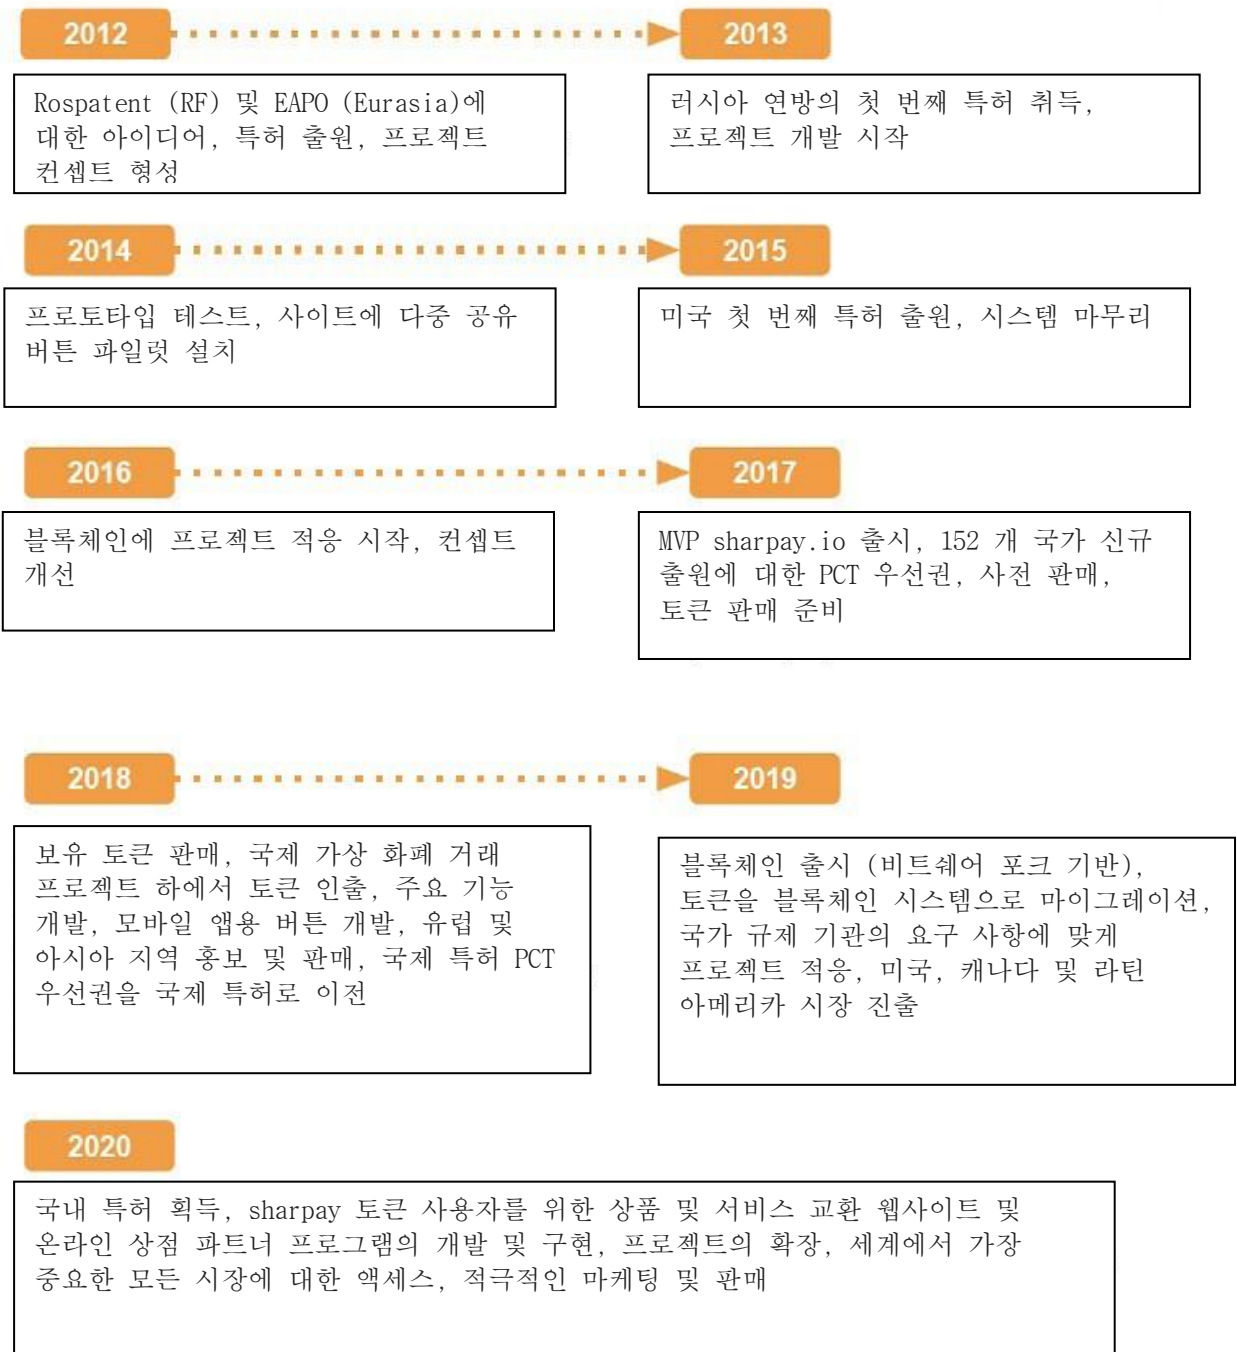 2012
2013
Rospatent (RF) 및 EAPO (Eurasia)에
대한 아이디어, 특허 출원, 프로젝트
컨셉트 형성
러시아 연방의 첫 번째 특허 취득,
프로젝트 개발 시작
2014
2015
프로토타입 테스트, 사이트에 다중 공유
버튼 파일럿 설치
미국 첫 번째 특허 출원, 시스템 마무리
2016
2017
블록체인에 프로젝트 적응 시작, 컨셉트
개선
MVP sharpay.io 출시, 152 개 국가 신규
출원에 대한 PCT 우선권, 사전 판매,
토큰 판매 준비
2018
2019
보유 토큰 판매, 국제 가상 화폐 거래
프로젝트 하에서 토큰 인출, 주요 기능
개발, 모바일 앱용 버튼 개발, 유럽 및
아시아 지역 홍보 및 판매, 국제 특허 PCT
우선권을 국제 특허로 이전
블록체인 출시 (비트쉐어 포크 기반),
토큰을 블록체인 시스템으로 마이그레이션,
국가 규제 기관의 요구 사항에 맞게
프로젝트 적응, 미국, 캐나다 및 라틴
아메리카 시장 진출
2020
국내 특허 획득, sharpay 토큰 사용자를 위한 상품 및 서비스 교환 웹사이트 및
온라인 상점 파트너 프로그램의 개발 및 구현, 프로젝트의 확장, 세계에서 가장
중요한 모든 시장에 대한 액세스, 적극적인 마케팅 및 판매